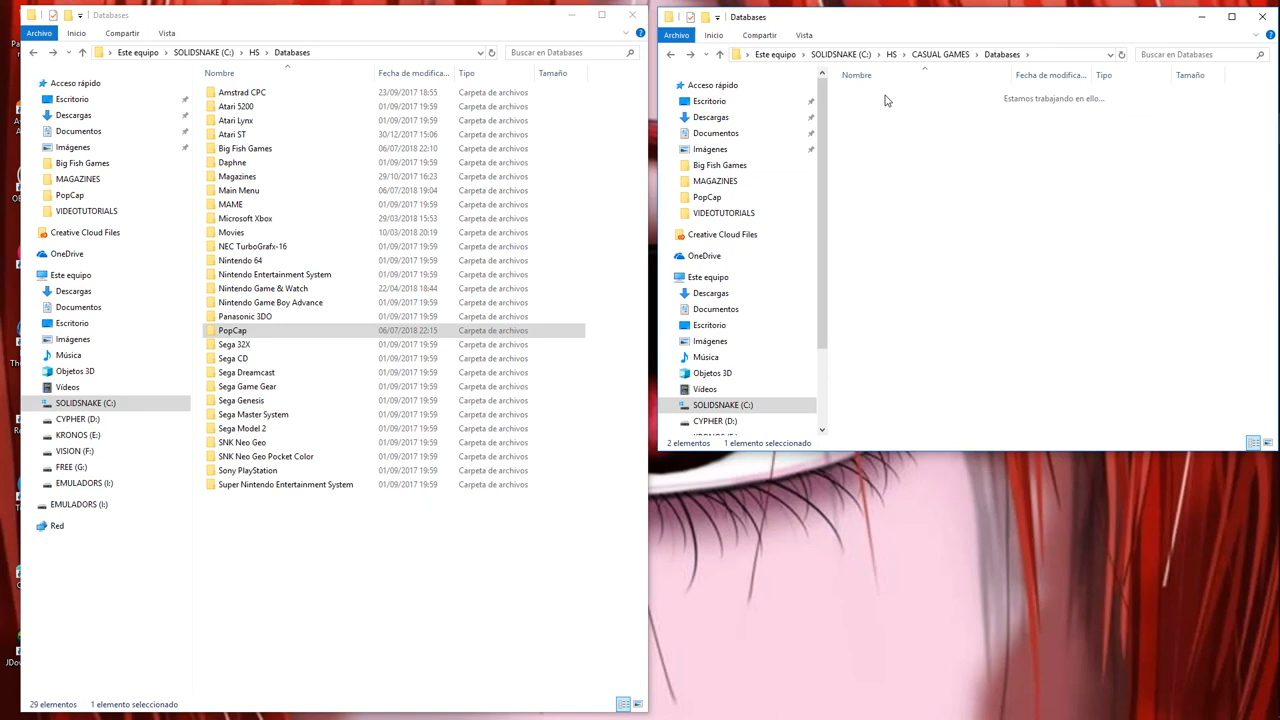 Databases
Archivo Inicio Compartir Vista
Este equipo SOLIDSNAKE (C:) HS Databases Buscar en Databases
Nombre Fecha de modifica... Tipo Tamaño
Acceso rápido
Escritorio
Descargas
Documentos
Imágenes
Big Fish Games
MAGAZINES
PopCap
VIDEOTUTORIALS
Creative Cloud Files
OneDrive
Este equipo
Descargas
Documentos
Escritorio
Imágenes
Música
Objetos 3D
Vídeos
SOLIDSNAKE (C:)
CYPHER (D:)
KRONOS (E:)
VISION (F:)
FREE (G:)
EMULADORS (I:)
EMULADORS (I:)
Red
Amstrad CPC 23/09/2017 18:55 Carpeta de archivos
Atari 5200 01/09/2017 19:59 Carpeta de archivos
Atari Lynx 01/09/2017 19:59 Carpeta de archivos
Atari ST 30/12/2017 15:06 Carpeta de archivos
Big Fish Games 06/07/2018 22:10 Carpeta de archivos
Daphne 01/09/2017 19:59 Carpeta de archivos
Magazines 29/10/2017 16:23 Carpeta de archivos
Main Menu 06/07/2018 19:04 Carpeta de archivos
MAME 01/09/2017 19:59 Carpeta de archivos
Microsoft Xbox 29/03/2018 15:53 Carpeta de archivos
Movies 10/03/2018 20:19 Carpeta de archivos
NEC TurboGrafx-16 01/09/2017 19:59 Carpeta de archivos
Nintendo 64 01/09/2017 19:59 Carpeta de archivos
Nintendo Entertainment System 01/09/2017 19:59 Carpeta de archivos
Nintendo Game & Watch 22/04/2018 18:44 Carpeta de archivos
Nintendo Game Boy Advance 01/09/2017 19:59 Carpeta de archivos
Panasonic 3DO 01/09/2017 19:59 Carpeta de archivos
PopCap 06/07/2018 22:15 Carpeta de archivos
Sega 32X 01/09/2017 19:59 Carpeta de archivos
Sega CD 01/09/2017 19:59 Carpeta de archivos
Sega Dreamcast 01/09/2017 19:59 Carpeta de archivos
Sega Game Gear 01/09/2017 19:59 Carpeta de archivos
Sega Genesis 01/09/2017 19:59 Carpeta de archivos
Sega Master System 01/09/2017 19:59 Carpeta de archivos
Sega Model 2 01/09/2017 19:59 Carpeta de archivos
SNK Neo Geo 01/09/2017 19:59 Carpeta de archivos
SNK Neo Geo Pocket Color 01/09/2017 19:59 Carpeta de archivos
Sony PlayStation 01/09/2017 19:59 Carpeta de archivos
Super Nintendo Entertainment System 01/09/2017 19:59 Carpeta de archivos
29 elementos 1 elemento seleccionado
Databases
Archivo Inicio Compartir Vista
Este equipo SOLIDSNAKE (C:) HS CASUAL GAMES Databases Buscar en Databases
Nombre Fecha de modifica... Tipo Tamaño
Estamos trabajando en ello...
Acceso rápido
Escritorio
Descargas
Documentos
Imágenes
Big Fish Games
MAGAZINES
PopCap
VIDEOTUTORIALS
Creative Cloud Files
OneDrive
Este equipo
Descargas
Documentos
Escritorio
Imágenes
Música
Objetos 3D
Vídeos
SOLIDSNAKE (C:)
CYPHER (D:)
2 elementos 1 elemento seleccionado